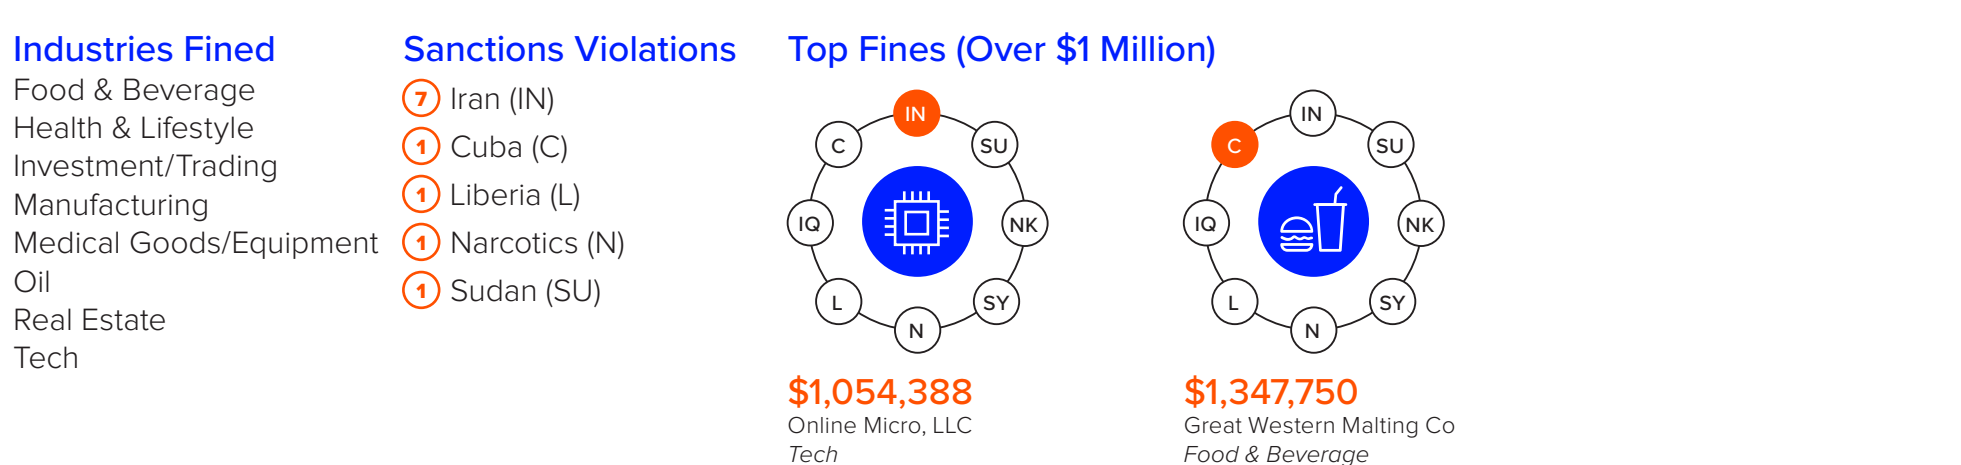 Industries Fined
Food & Beverage
Health & Lifestyle
Investment/Trading
Manufacturing
Medical Goods/Equipment
Oil
Real Estate
Tech
Sanctions Violations
7 Iran (IN)
1 Cuba (C)
1 Liberia (L)
1 Narcotics (N)
1 Sudan (SU)
Top Fines (Over $1 Million)
IN
SU
NK
SY
N
L
IQ
C
$1,054,388
Online Micro, LLC
Tech
IN
SU
NK
SY
N
L
IQ
C
$1,347,750
Great Western Malting Co
Food & Beverage